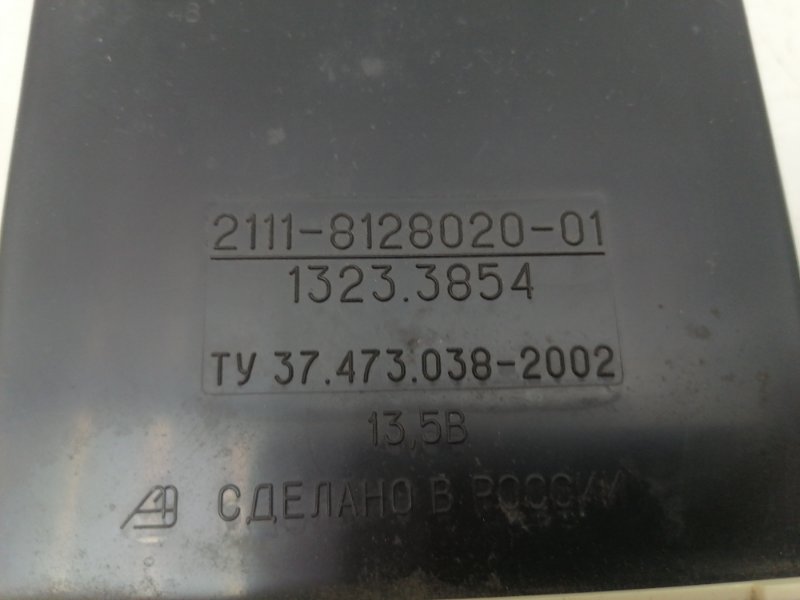 2111-8128020-01
1323.3854
ТУ 37.473.038-2002
13,5В
СДЕЛАНО В РОССИИ